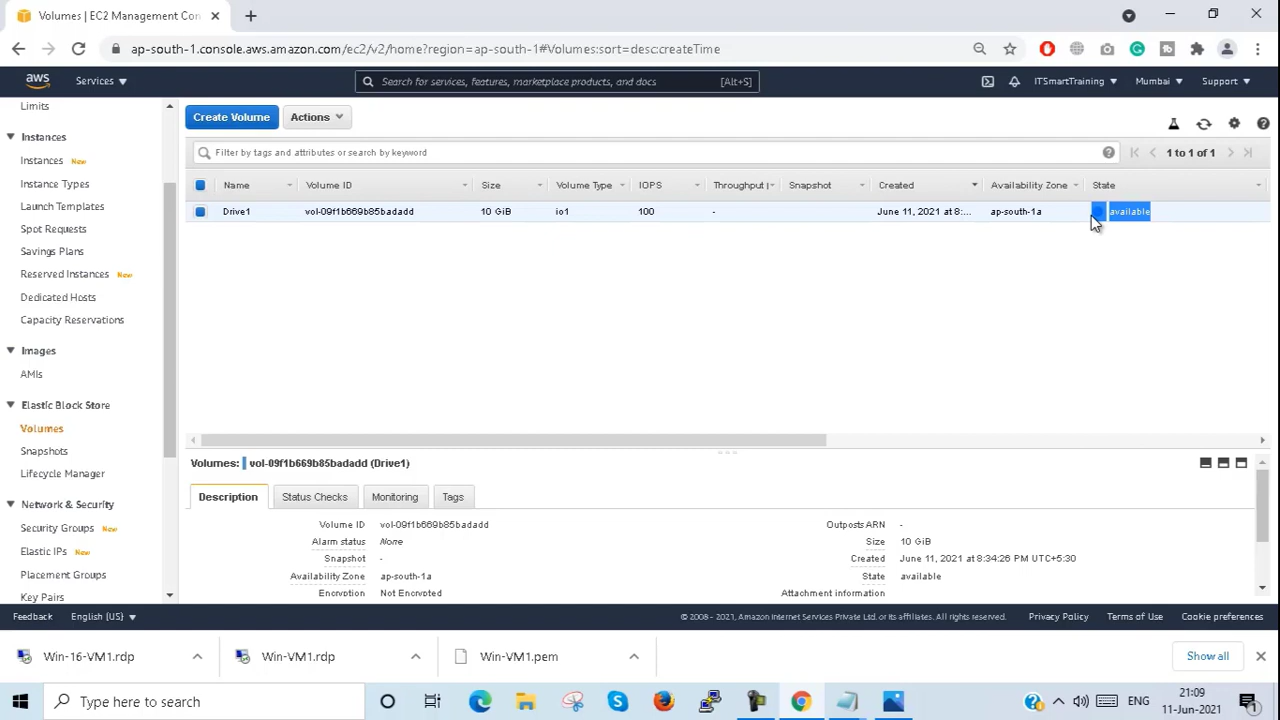 Volumes | EC2 Management Con
ap-south-1.console.aws.amazon.com/ec2/v2/home?region=ap-south-1#Volumes:sort=desc:createTime
aws Services Search for services, features, marketplace products, and docs [Alt+S] ITSmartTraining Mumbai Support
Limits
Instances
Instances New
Instance Types
Launch Templates
Spot Requests
Savings Plans
Reserved Instances New
Dedicated Hosts
Capacity Reservations
Images
AMIs
Elastic Block Store
Volumes
Snapshots
Lifecycle Manager
Network & Security
Security Groups New
Elastic IPs New
Placement Groups
Key Pairs
Create Volume Actions
Filter by tags and attributes or search by keyword 1 to 1 of 1
Name Volume ID Size Volume Type IOPS Throughput Snapshot Created Availability Zone State
Drive1 vol-09f1b669b85badadd 10 GiB io1 100 - June 11, 2021 at 8:... ap-south-1a available
Volumes: vol-09f1b669b85badadd (Drive1)
Description Status Checks Monitoring Tags
Volume ID vol-09f1b669b85badadd Outposts ARN -
Alarm status None Size 10 GiB
Snapshot - Created June 11, 2021 at 8:34:26 PM UTC+5:30
Availability Zone ap-south-1a State available
Encryption Not Encrypted Attachment information
Feedback English (US) © 2008 - 2021, Amazon Internet Services Private Ltd. or its affiliates. All rights reserved. Privacy Policy Terms of Use Cookie preferences
Win-16-VM1.rdp Win-VM1.rdp Win-VM1.pem Show all
Type here to search ENG 21:09
11-Jun-2021